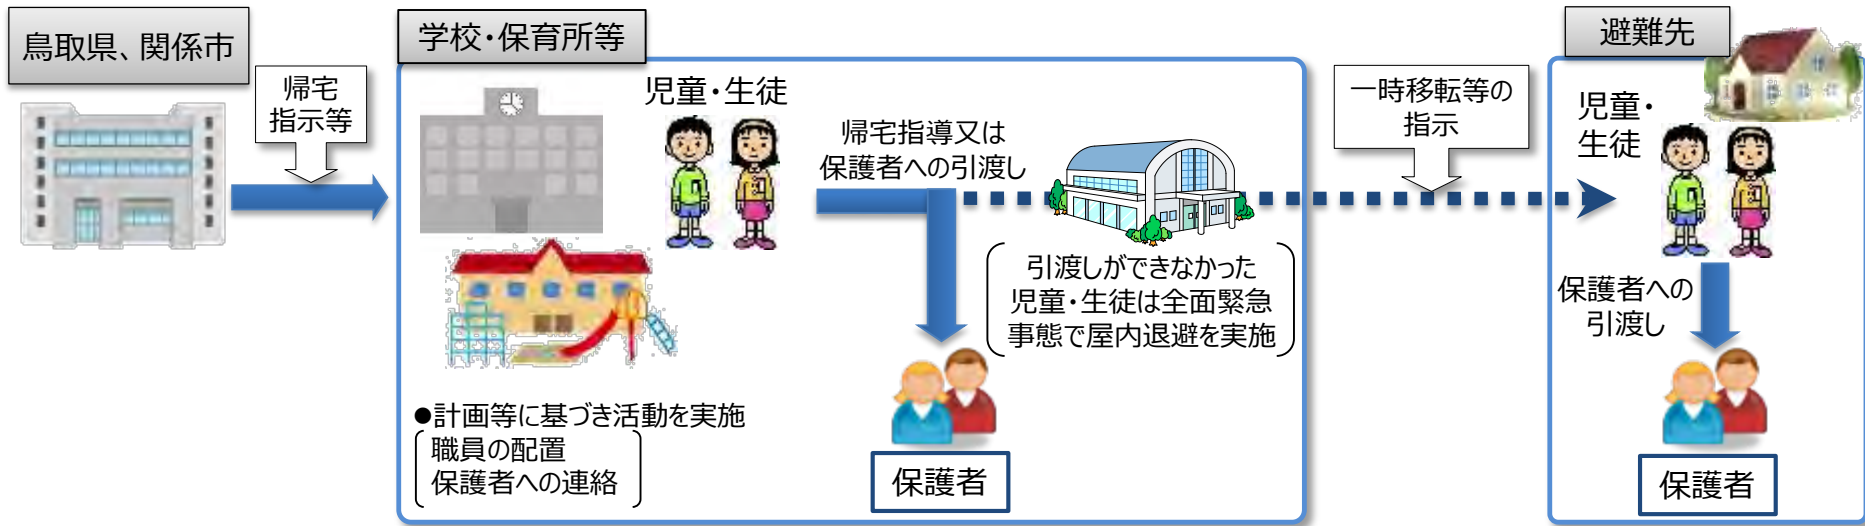 鳥取県、関係市
帰宅
指示等
学校・保育所等
児童・生徒
帰宅指導又は
保護者への引渡し
引渡しができなかった
児童・生徒は全面緊急
事態で屋内退避を実施
●計画等に基づき活動を実施
職員の配置
保護者への連絡
保護者
一時移転等の
指示
避難先
児童・
生徒
保護者への
引渡し
保護者